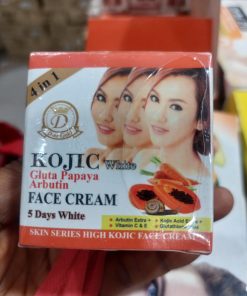 4 in 1
D
KOJIC White
Gluta Papaya
Arbutin
FACE CREAM
5 Days White
Arbutin Extra +
Kojic Acid
Vitamin C & E
SKIN SERIES HIGH KOJIC FACE CREAM